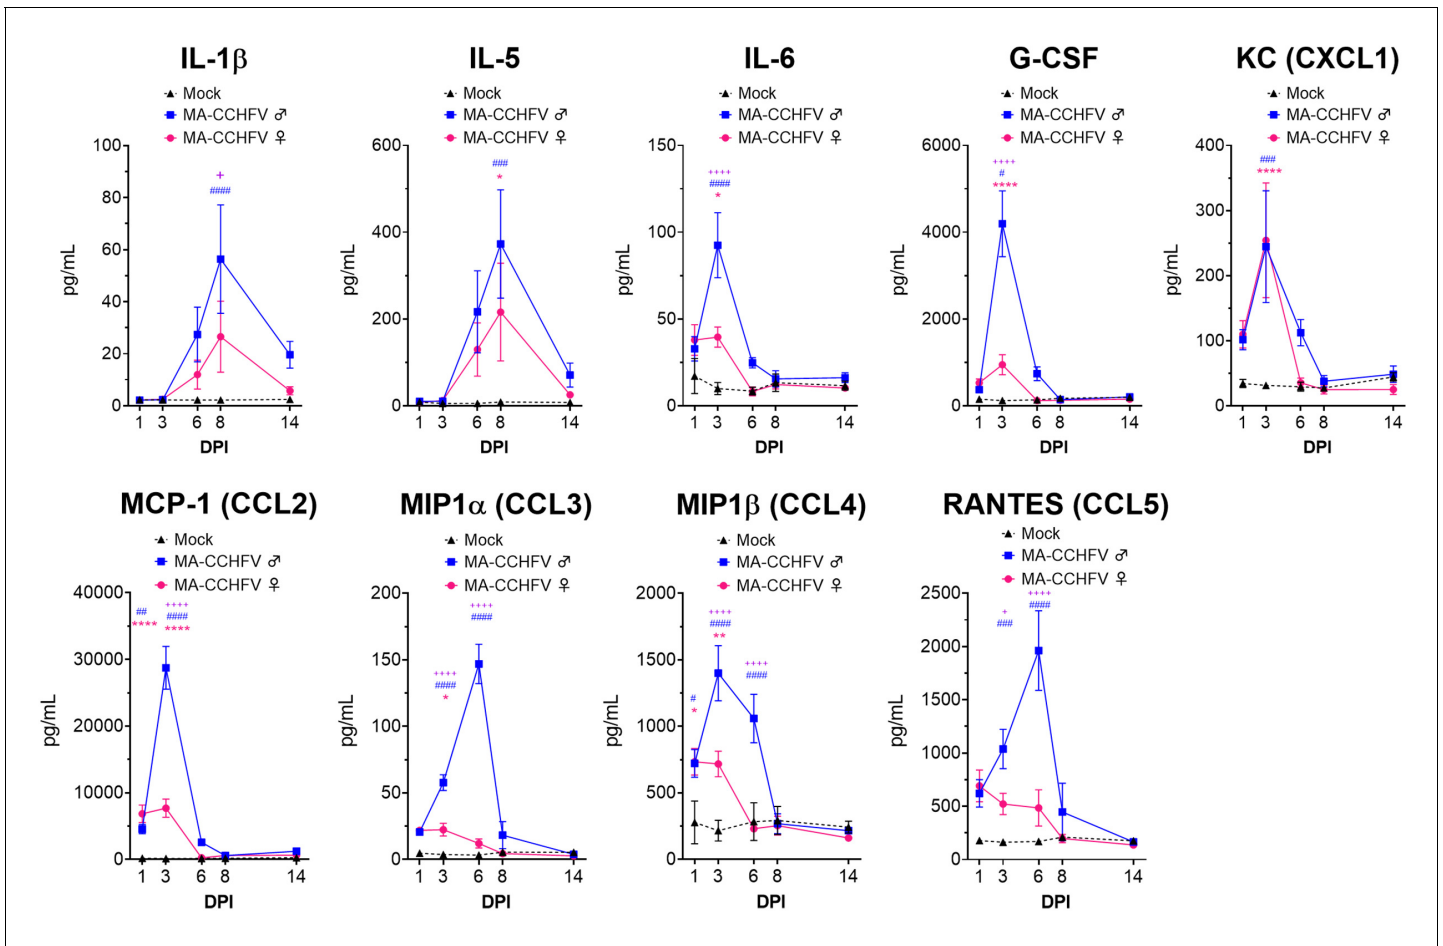 IL-1β
Mock
MA-CCHFV ♂
MA-CCHFV ♀
100
80
60
40
20
0
pg/mL
+
####
1 3 6 8 14
DPI
IL-5
Mock
MA-CCHFV ♂
MA-CCHFV ♀
600
400
200
0
pg/mL
###
*
1 3 6 8 14
DPI
IL-6
Mock
MA-CCHFV ♂
MA-CCHFV ♀
150
100
50
0
pg/mL
++++
####
*
1 3 6 8 14
DPI
G-CSF
Mock
MA-CCHFV ♂
MA-CCHFV ♀
6000
4000
2000
0
pg/mL
++++
#
****
1 3 6 8 14
DPI
KC (CXCL1)
Mock
MA-CCHFV ♂
MA-CCHFV ♀
400
300
200
100
0
pg/mL
###
****
1 3 6 8 14
DPI
MCP-1 (CCL2)
Mock
MA-CCHFV ♂
MA-CCHFV ♀
40000
30000
20000
10000
0
pg/mL
##
****
++++
####
****
1 3 6 8 14
DPI
MIP1α (CCL3)
Mock
MA-CCHFV ♂
MA-CCHFV ♀
200
150
100
50
0
pg/mL
++++
####
*
++++
####
1 3 6 8 14
DPI
MIP1β (CCL4)
Mock
MA-CCHFV ♂
MA-CCHFV ♀
2000
1500
1000
500
0
pg/mL
#
*
++++
####
**
++++
####
1 3 6 8 14
DPI
RANTES (CCL5)
Mock
MA-CCHFV ♂
MA-CCHFV ♀
2500
2000
1500
1000
500
0
pg/mL
+
###
++++
####
1 3 6 8 14
DPI